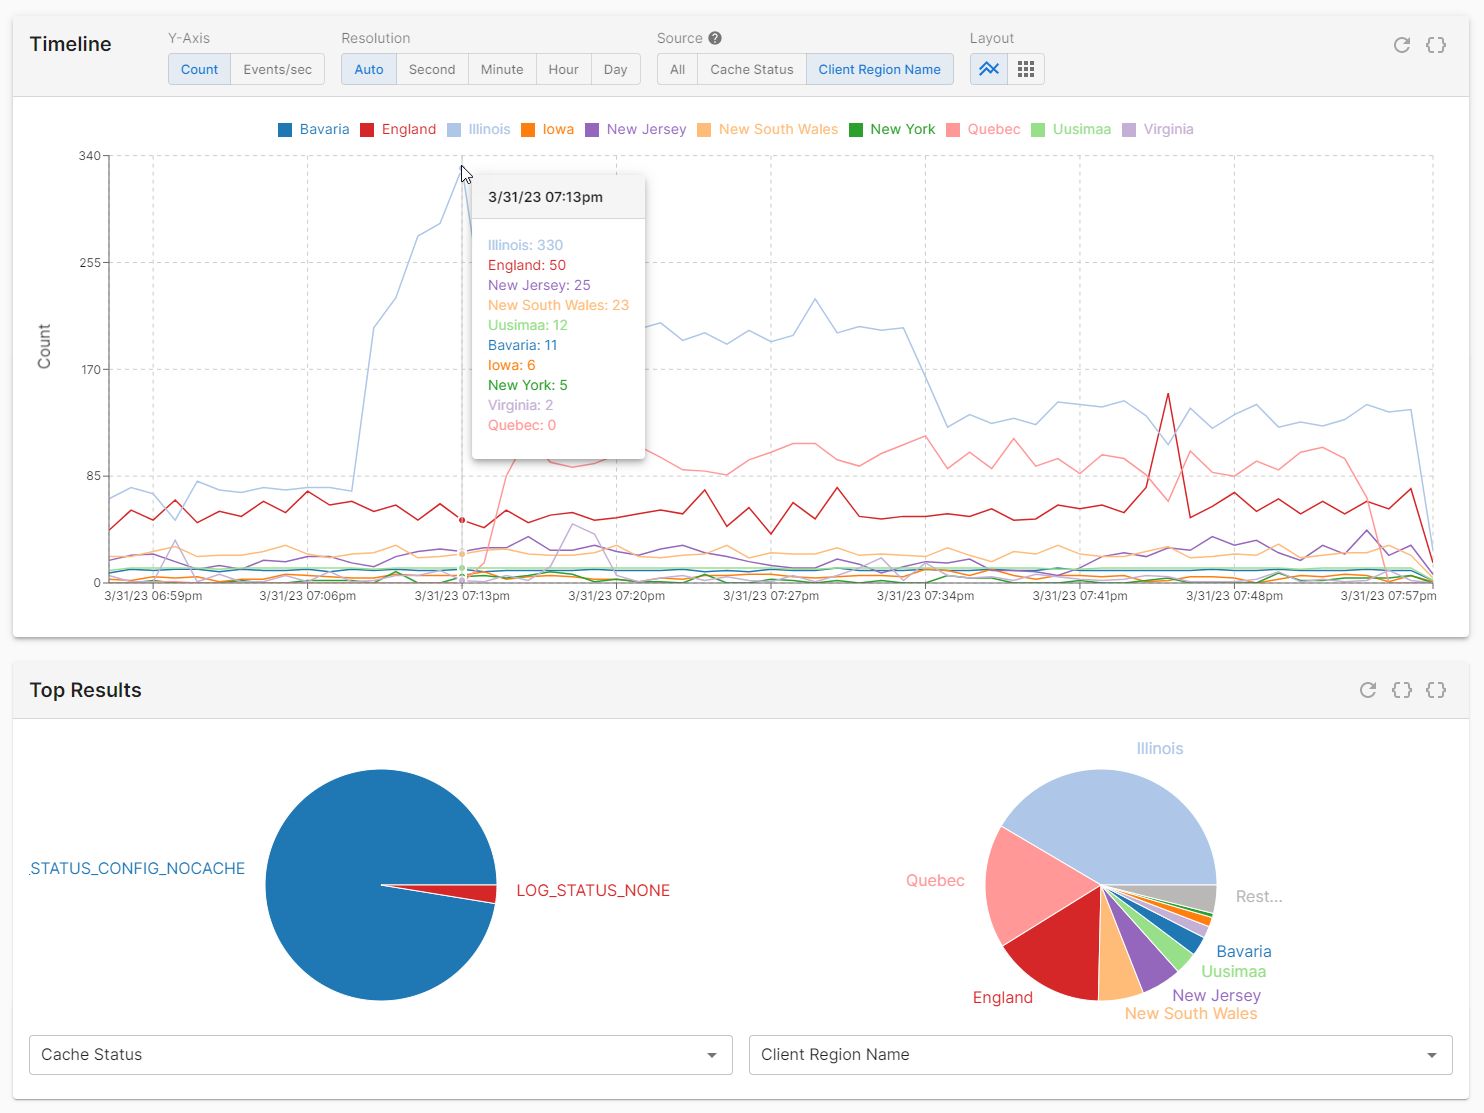 Timeline
Y-Axis
Count Events/sec
Resolution
Auto Second Minute Hour Day
Source ?
All Cache Status Client Region Name
Layout
Bavaria England Illinois Iowa New Jersey New South Wales New York Quebec Uusimaa Virginia
340
255
170
85
0
Count
3/31/23 07:13pm
Illinois: 330
England: 50
New Jersey: 25
New South Wales: 23
Uusimaa: 12
Bavaria: 11
Iowa: 6
New York: 5
Virginia: 2
Quebec: 0
3/31/23 06:59pm 3/31/23 07:06pm 3/31/23 07:13pm 3/31/23 07:20pm 3/31/23 07:27pm 3/31/23 07:34pm 3/31/23 07:41pm 3/31/23 07:48pm 3/31/23 07:57pm
Top Results
_STATUS_CONFIG_NOCACHE
LOG_STATUS_NONE
Illinois
Quebec
Rest...
Bavaria
Uusimaa
England
New Jersey
New South Wales
Cache Status
Client Region Name